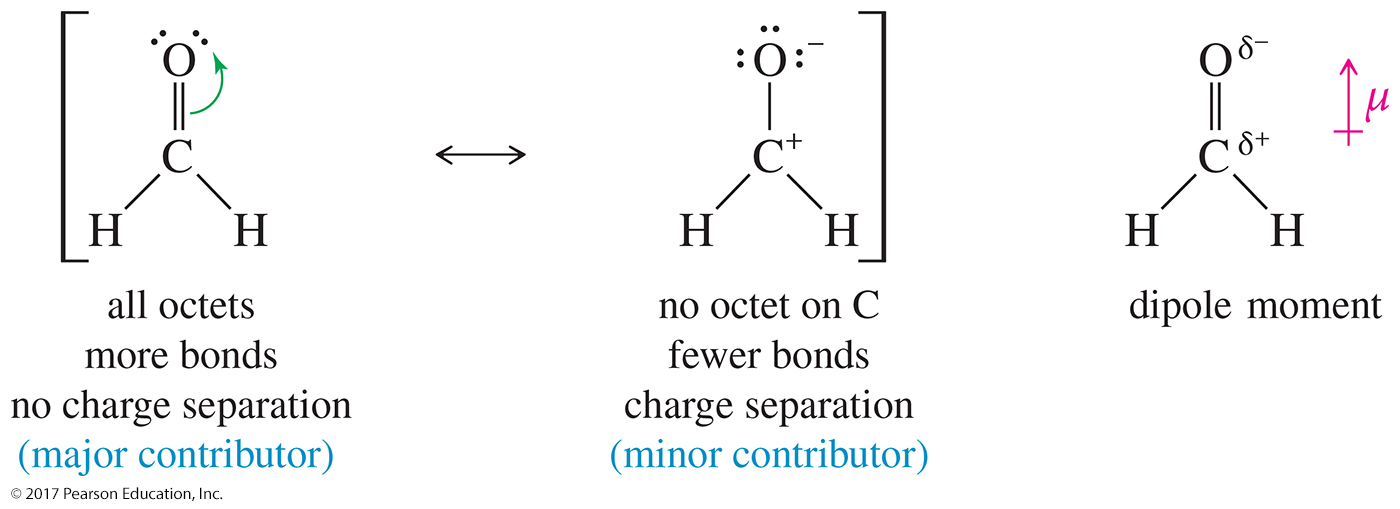 O O − O δ−
μ
C C+ C δ+
H H H H H H
all octets no octet on C dipole moment
more bonds fewer bonds
no charge separation charge separation
(major contributor) (minor contributor)
© 2017 Pearson Education, Inc.